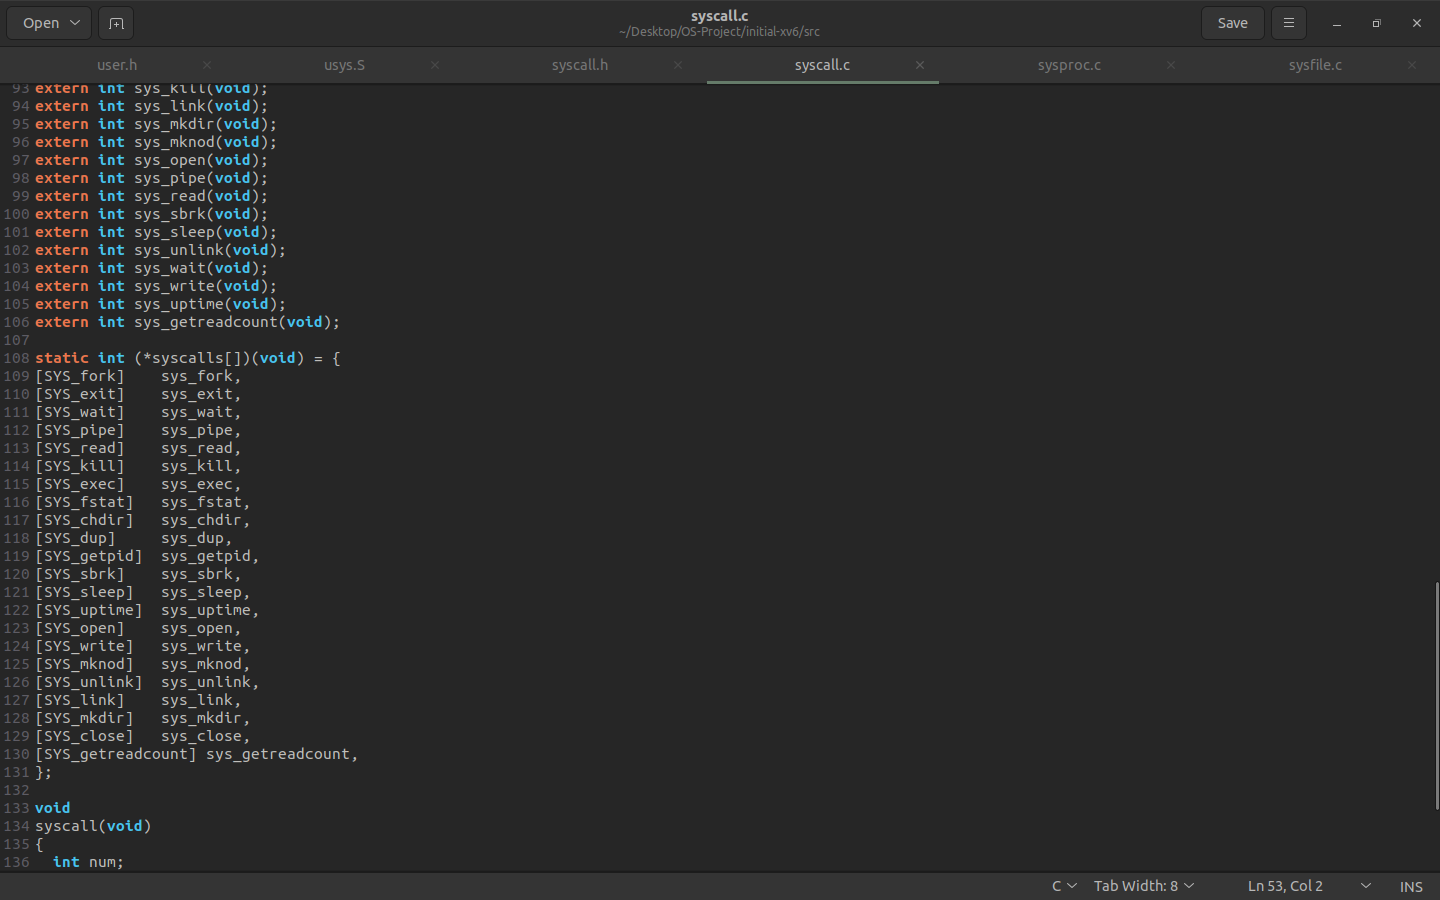 Open
syscall.c
~/Desktop/OS-Project/initial-xv6/src
Save
user.h
usys.S
syscall.h
syscall.c
sysproc.c
sysfile.c
93 extern int sys_kill(void);
94 extern int sys_link(void);
95 extern int sys_mkdir(void);
96 extern int sys_mknod(void);
97 extern int sys_open(void);
98 extern int sys_pipe(void);
99 extern int sys_read(void);
100 extern int sys_sbrk(void);
101 extern int sys_sleep(void);
102 extern int sys_unlink(void);
103 extern int sys_wait(void);
104 extern int sys_write(void);
105 extern int sys_uptime(void);
106 extern int sys_getreadcount(void);
107
108 static int (*syscalls[])(void) = {
109 [SYS_fork]    sys_fork,
110 [SYS_exit]    sys_exit,
111 [SYS_wait]    sys_wait,
112 [SYS_pipe]    sys_pipe,
113 [SYS_read]    sys_read,
114 [SYS_kill]    sys_kill,
115 [SYS_exec]    sys_exec,
116 [SYS_fstat]   sys_fstat,
117 [SYS_chdir]   sys_chdir,
118 [SYS_dup]     sys_dup,
119 [SYS_getpid]  sys_getpid,
120 [SYS_sbrk]    sys_sbrk,
121 [SYS_sleep]   sys_sleep,
122 [SYS_uptime]  sys_uptime,
123 [SYS_open]    sys_open,
124 [SYS_write]   sys_write,
125 [SYS_mknod]   sys_mknod,
126 [SYS_unlink]  sys_unlink,
127 [SYS_link]    sys_link,
128 [SYS_mkdir]   sys_mkdir,
129 [SYS_close]   sys_close,
130 [SYS_getreadcount] sys_getreadcount,
131 };
132
133 void
134 syscall(void)
135 {
136   int num;
C Tab Width: 8 Ln 53, Col 2 INS